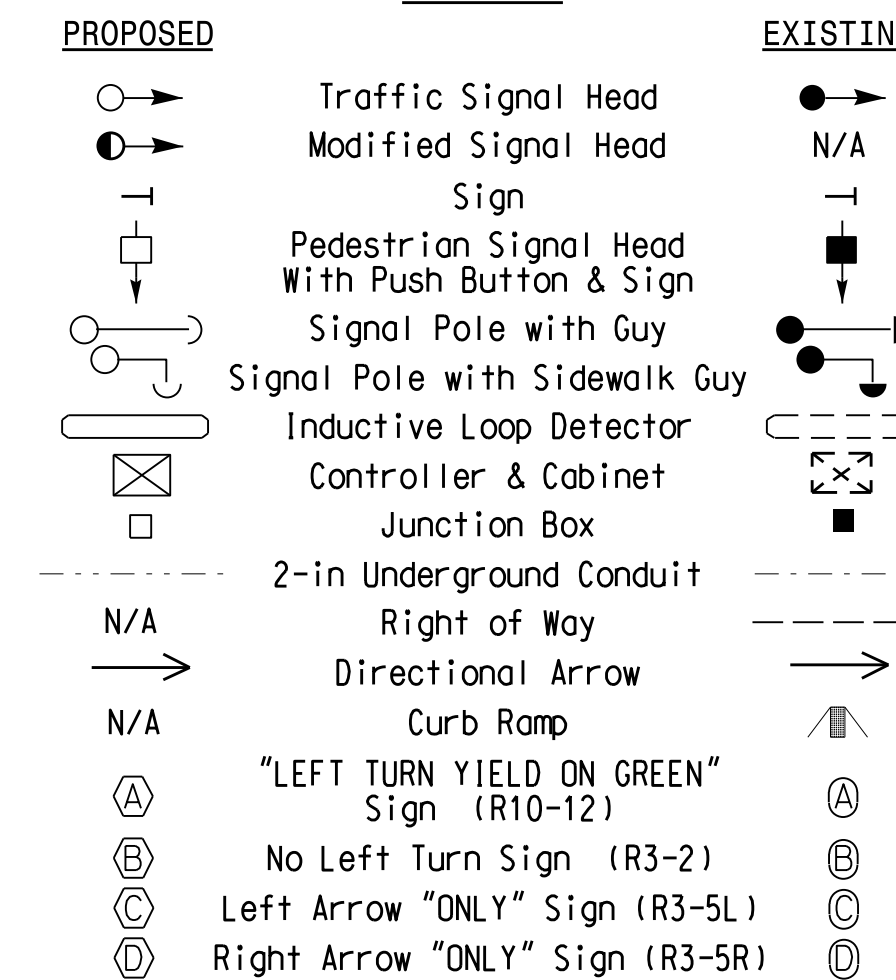 PROPOSED EXISTIN
Traffic Signal Head
Modified Signal Head N/A
Sign
Pedestrian Signal Head
With Push Button & Sign
Signal Pole with Guy
Signal Pole with Sidewalk Guy
Inductive Loop Detector
Controller & Cabinet
Junction Box
2-in Underground Conduit
N/A Right of Way
Directional Arrow
N/A Curb Ramp
"LEFT TURN YIELD ON GREEN"
A Sign (R10-12) A
B No Left Turn Sign (R3-2) B
C Left Arrow "ONLY" Sign (R3-5L) C
D Right Arrow "ONLY" Sign (R3-5R) D